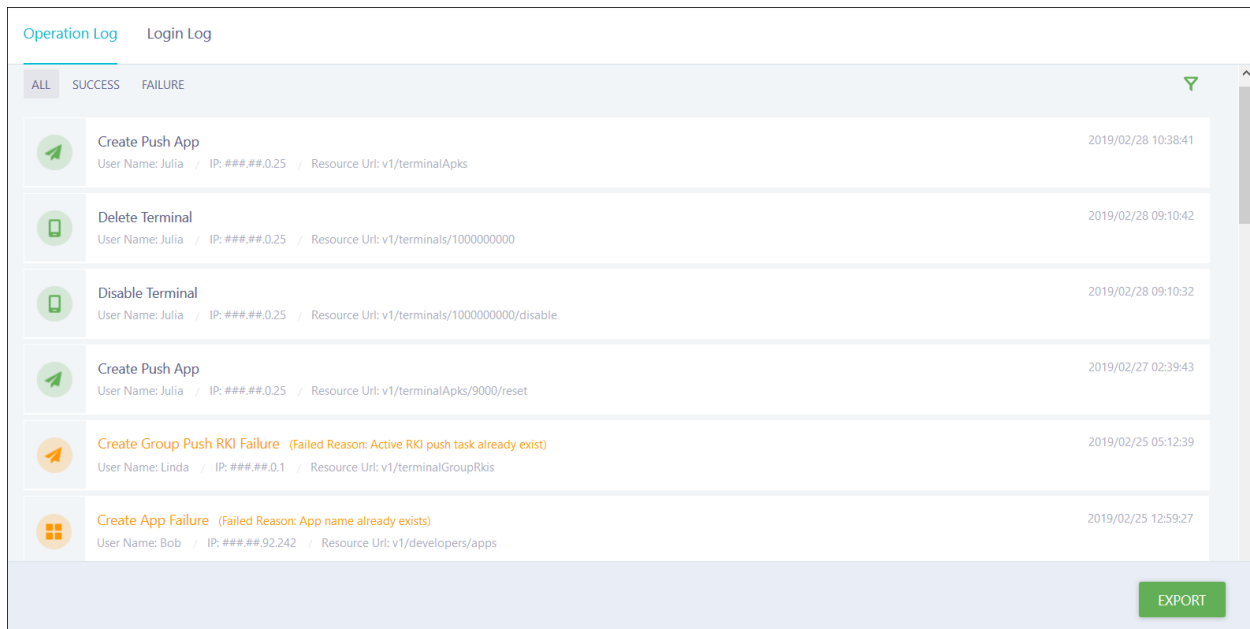 Operation Log Login Log
ALL SUCCESS FAILURE
Create Push App 2019/02/28 10:38:41
User Name: Julia / IP: ###.##.0.25 / Resource Url: v1/terminalApks
Delete Terminal 2019/02/28 09:10:42
User Name: Julia / IP: ###.##.0.25 / Resource Url: v1/terminals/1000000000
Disable Terminal 2019/02/28 09:10:32
User Name: Julia / IP: ###.##.0.25 / Resource Url: v1/terminals/1000000000/disable
Create Push App 2019/02/27 02:39:43
User Name: Julia / IP: ###.##.0.25 / Resource Url: v1/terminalApks/9000/reset
Create Group Push RKI Failure (Failed Reason: Active RKI push task already exist) 2019/02/25 05:12:39
User Name: Linda / IP: ###.##.0.1 / Resource Url: v1/terminalGroupRkis
Create App Failure (Failed Reason: App name already exists) 2019/02/25 12:59:27
User Name: Bob / IP: ###.##.92.242 / Resource Url: v1/developers/apps
EXPORT